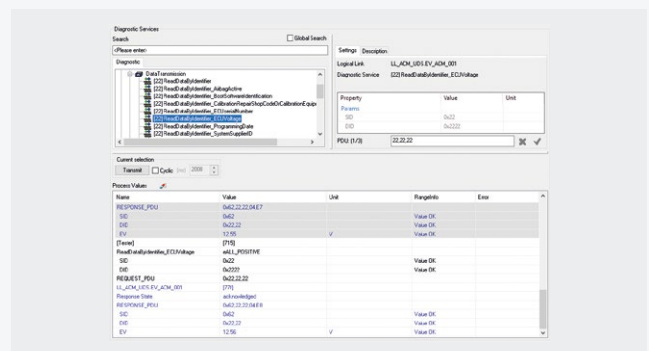 Diagnostic Services
Search
Global Search
<Please enter>
Diagnostic
DataTransmission
[22] ReadDataByIdentifier
[22] ReadDataByIdentifier_AirbagActive
[22] ReadDataByIdentifier_BootSoftwareIdentification
[22] ReadDataByIdentifier_CalibrationRepairShopCodeOrCalibrationEquip
[22] ReadDataByIdentifier_ECUserialNumber
[22] ReadDataByIdentifier_ECUVoltage
[22] ReadDataByIdentifier_ProgrammingDate
[22] ReadDataByIdentifier_SystemSupplierID
Settings Description
Logical Link LL_ACM_UDS.EV_ACM_001
Diagnostic Service [22] ReadDataByIdentifier_ECUVoltage
Property Value Unit
Params
SID 0x22
DID 0x2222
PDU: (1/3) 22,22,22
Current selection
Transmit Cyclic (ms) 2000
Process Values
Name Value Unit RangeInfo Error
RESPONSE_PDU 0x62,22,22,04,E7
SID 0x62 Value OK
DID 0x22,22 Value OK
EV 12.55 V Value OK
[Tester] [715]
ReadDataByIdentifier_ECUVoltage eALL_POSITIVE
SID 0x22 Value OK
DID 0x2222 Value OK
REQUEST_PDU 0x22,22,22
LL_ACM_UDS.EV_ACM_001 [77F]
Response State acknowledged
RESPONSE_PDU 0x62,22,22,04,E8
SID 0x62 Value OK
DID 0x22,22 Value OK
EV 12.56 V Value OK